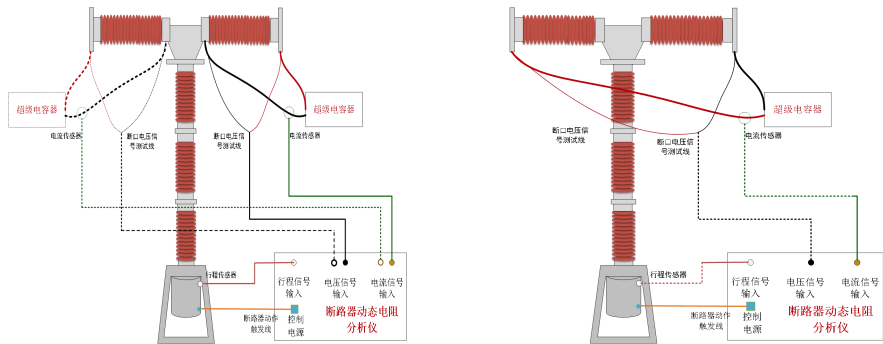 超级电容器
超级电容器
电流传感器
断口电压信
号测试线
断口电压信
号测试线
电流传感器
行程传感器
行程信号
输入
电压信号
输入
电流信号
输入
断路器动作
触发线
控制
电源
断路器动态电阻
分析仪
超级电容器
断口电压信
号测试线
断口电压信
号测试线
电流传感器
行程传感器
行程信号
输入
电压信号
输入
电流信号
输入
断路器动作
触发线
控制
电源
断路器动态电阻
分析仪